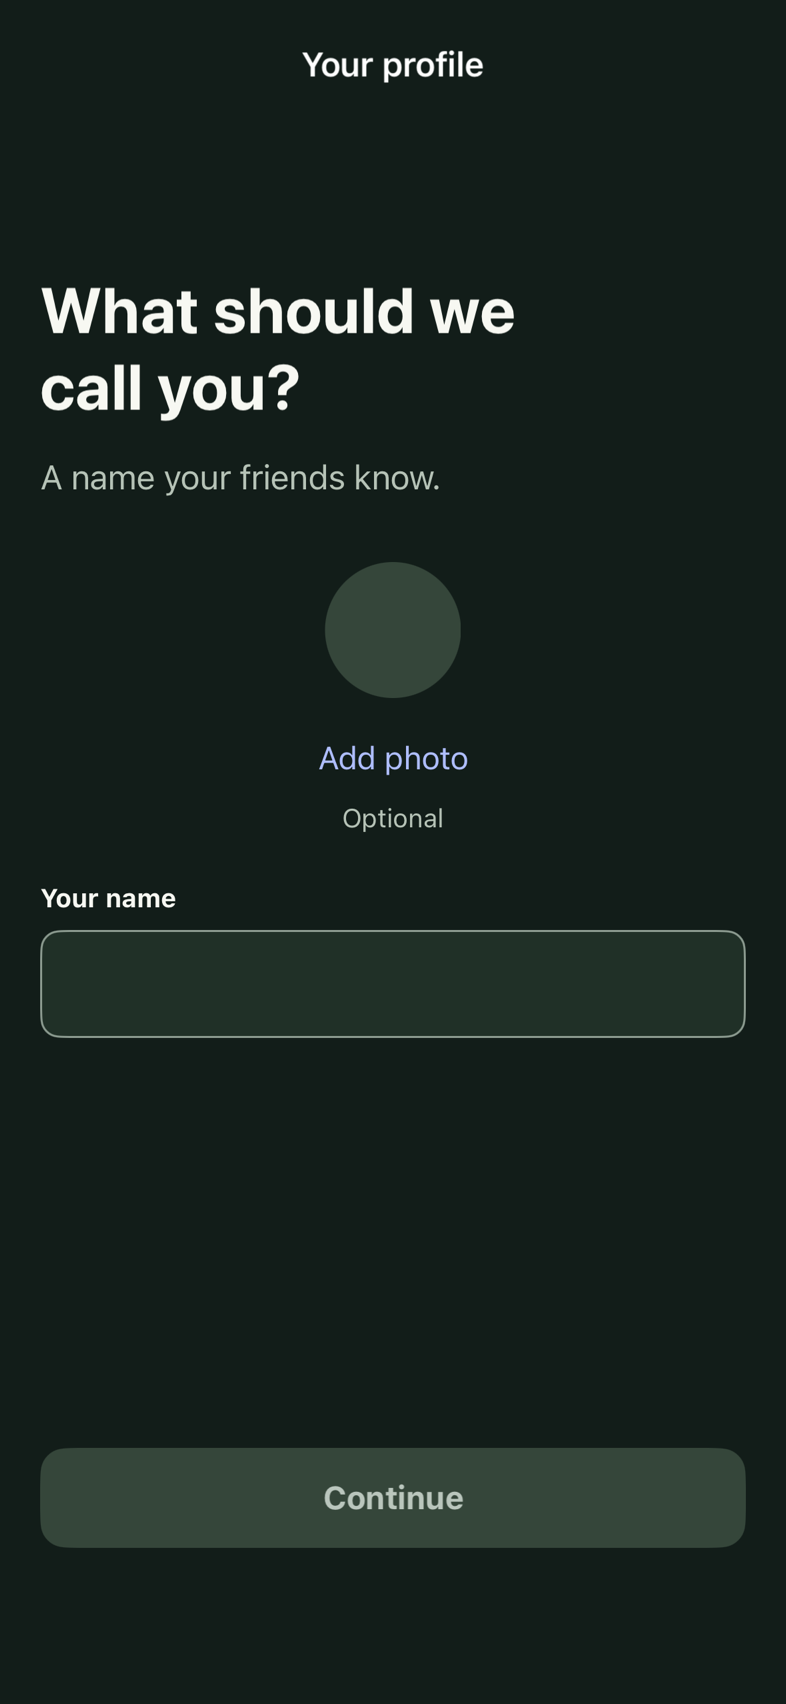 Your profile
What should we
call you?
A name your friends know.
Add photo
Optional
Your name
Continue